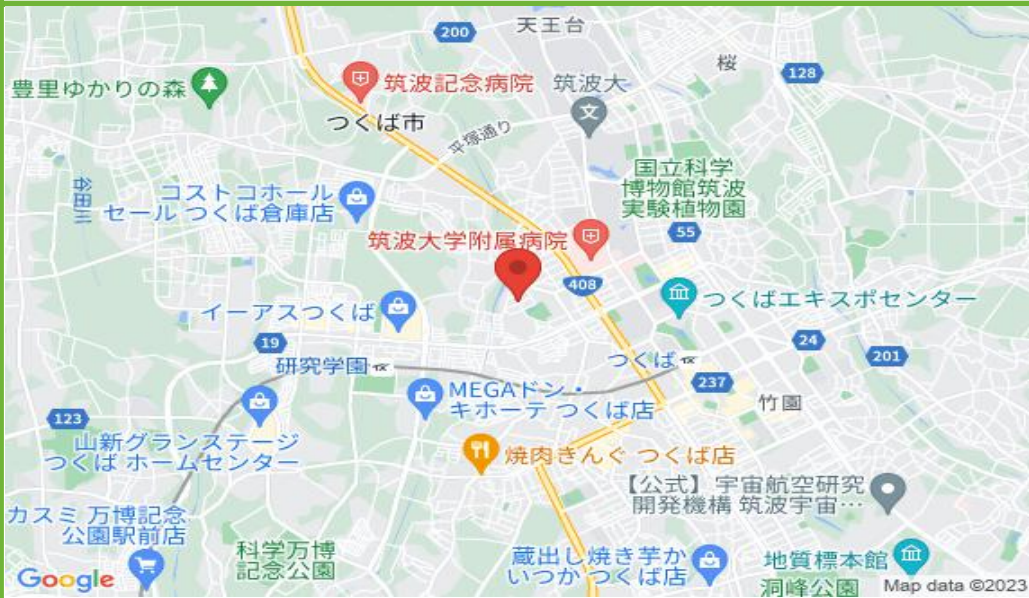 200
天王台
桜
128
豊里ゆかりの森
筑波記念病院
筑波大
つくば市
平塚通り
谷田川
国立科学
博物館筑波
実験植物園
コストコホール
セール つくば倉庫店
55
筑波大学附属病院
408
つくばエキスポセンター
イーアスつくば
19
24
201
研究学園
つくば
237
MEGAドン・
キホーテ つくば店
竹園
123
山新グランステージ
つくば ホームセンター
焼肉きんぐ つくば店
【公式】宇宙航空研究
開発機構 筑波宇宙…
カスミ 万博記念
公園駅前店
科学万博
記念公園
蔵出し焼き芋か
いつか つくば店
地質標本館
洞峰公園
Google
Map data ©2023